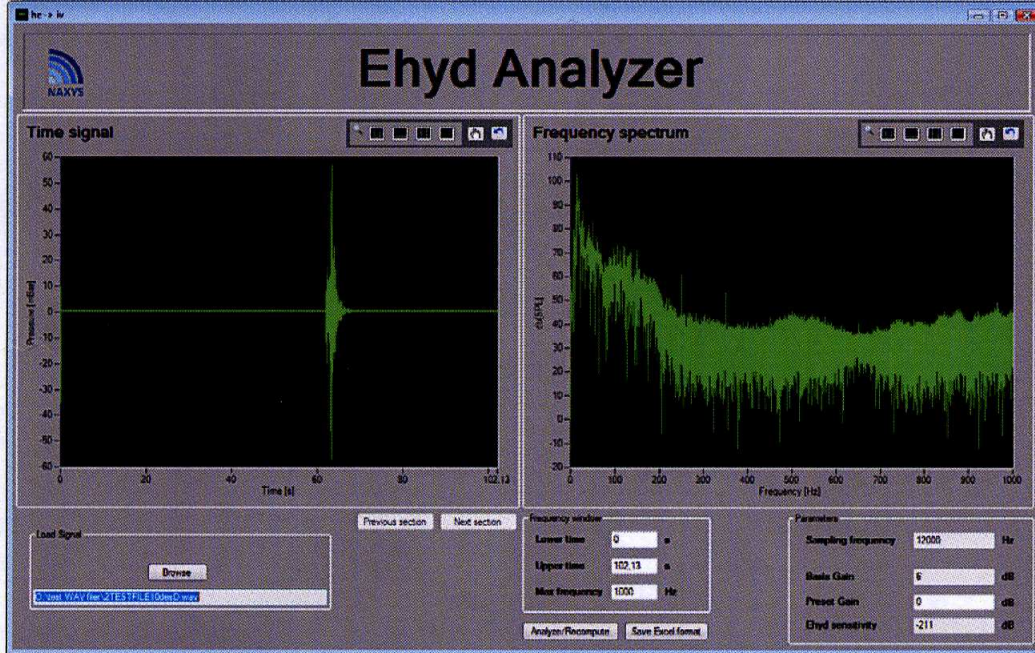 he -> iv
NAXYS
Ehyd Analyzer
Time signal
60
50
40
30
20
10
0
-10
-20
-30
-40
-50
-60
Pressure [mBar]
0 20 40 60 80 102,13
Time [s]
Frequency spectrum
110
100
90
80
70
60
50
40
30
20
10
0
-10
-20
0 100 200 300 400 500 600 700 800 900 1000
Frequency [Hz]
Previous section Next section
Load Signal
Browse
Frequency window
Lower time 0 s
Upper time 102,13 s
Max frequency 1000 Hz
Analyze/Recompute Save Excel format
Parameters
Sampling frequency 12000 Hz
Basis Gain 6 dB
Preset Gain 0 dB
Ehyd sensitivity -211 dB